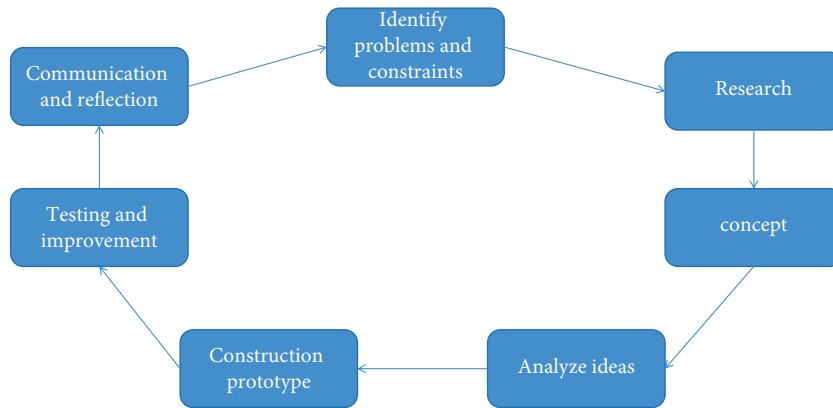 Identify
problems and
constraints
Research
concept
Analyze ideas
Construction
prototype
Testing and
improvement
Communication
and reflection